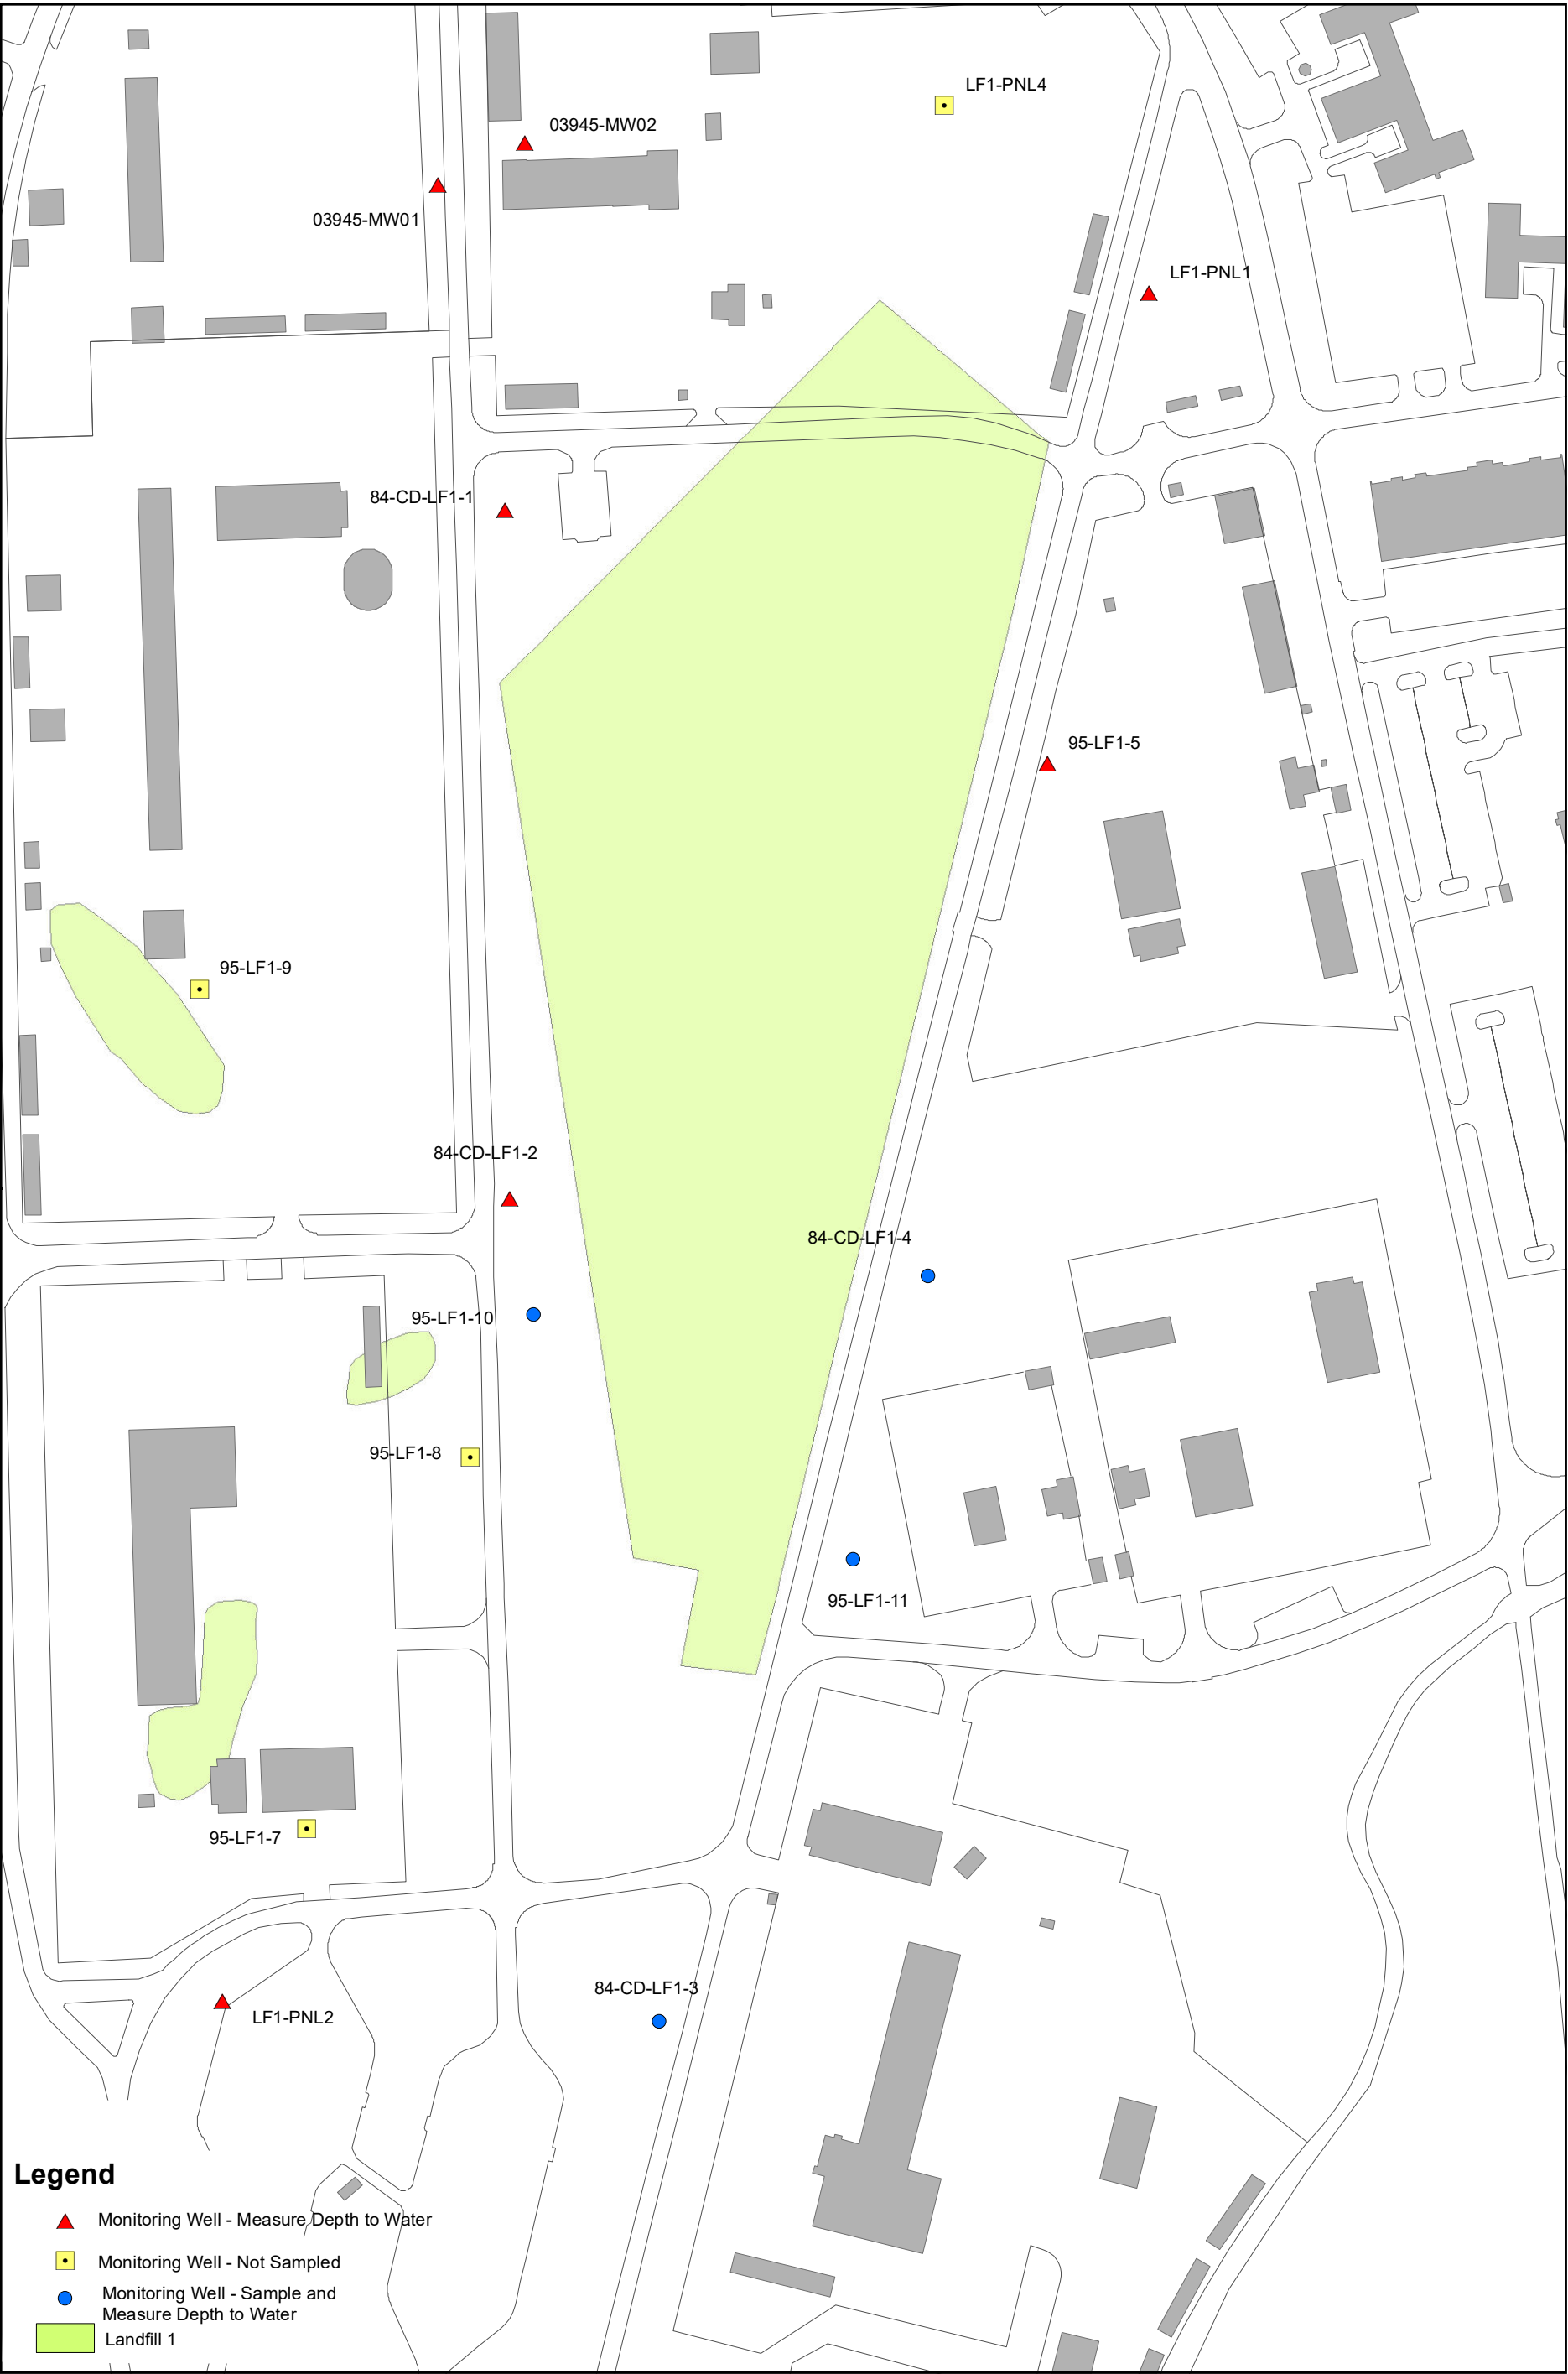 LF1-PNL4
03945-MW02
03945-MW01
LF1-PNL1
84-CD-LF1-1
95-LF1-5
95-LF1-9
84-CD-LF1-2
84-CD-LF1-4
95-LF1-10
95-LF1-8
95-LF1-11
95-LF1-7
84-CD-LF1-3
LF1-PNL2
Legend
Monitoring Well - Measure Depth to Water
Monitoring Well - Not Sampled
Monitoring Well - Sample and
Measure Depth to Water
Landfill 1